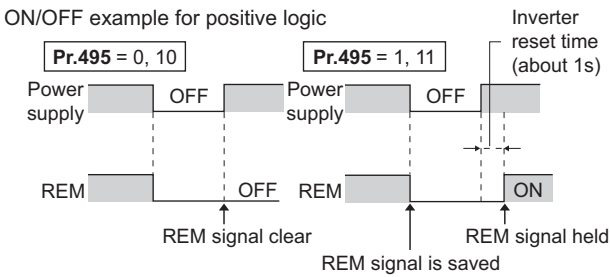 ON/OFF example for positive logic
Inverter
reset time
(about 1s)
Pr.495 = 0, 10
Pr.495 = 1, 11
Power
supply
OFF
Power
supply
OFF
REM
OFF
REM
ON
REM signal clear
REM signal held
REM signal is saved